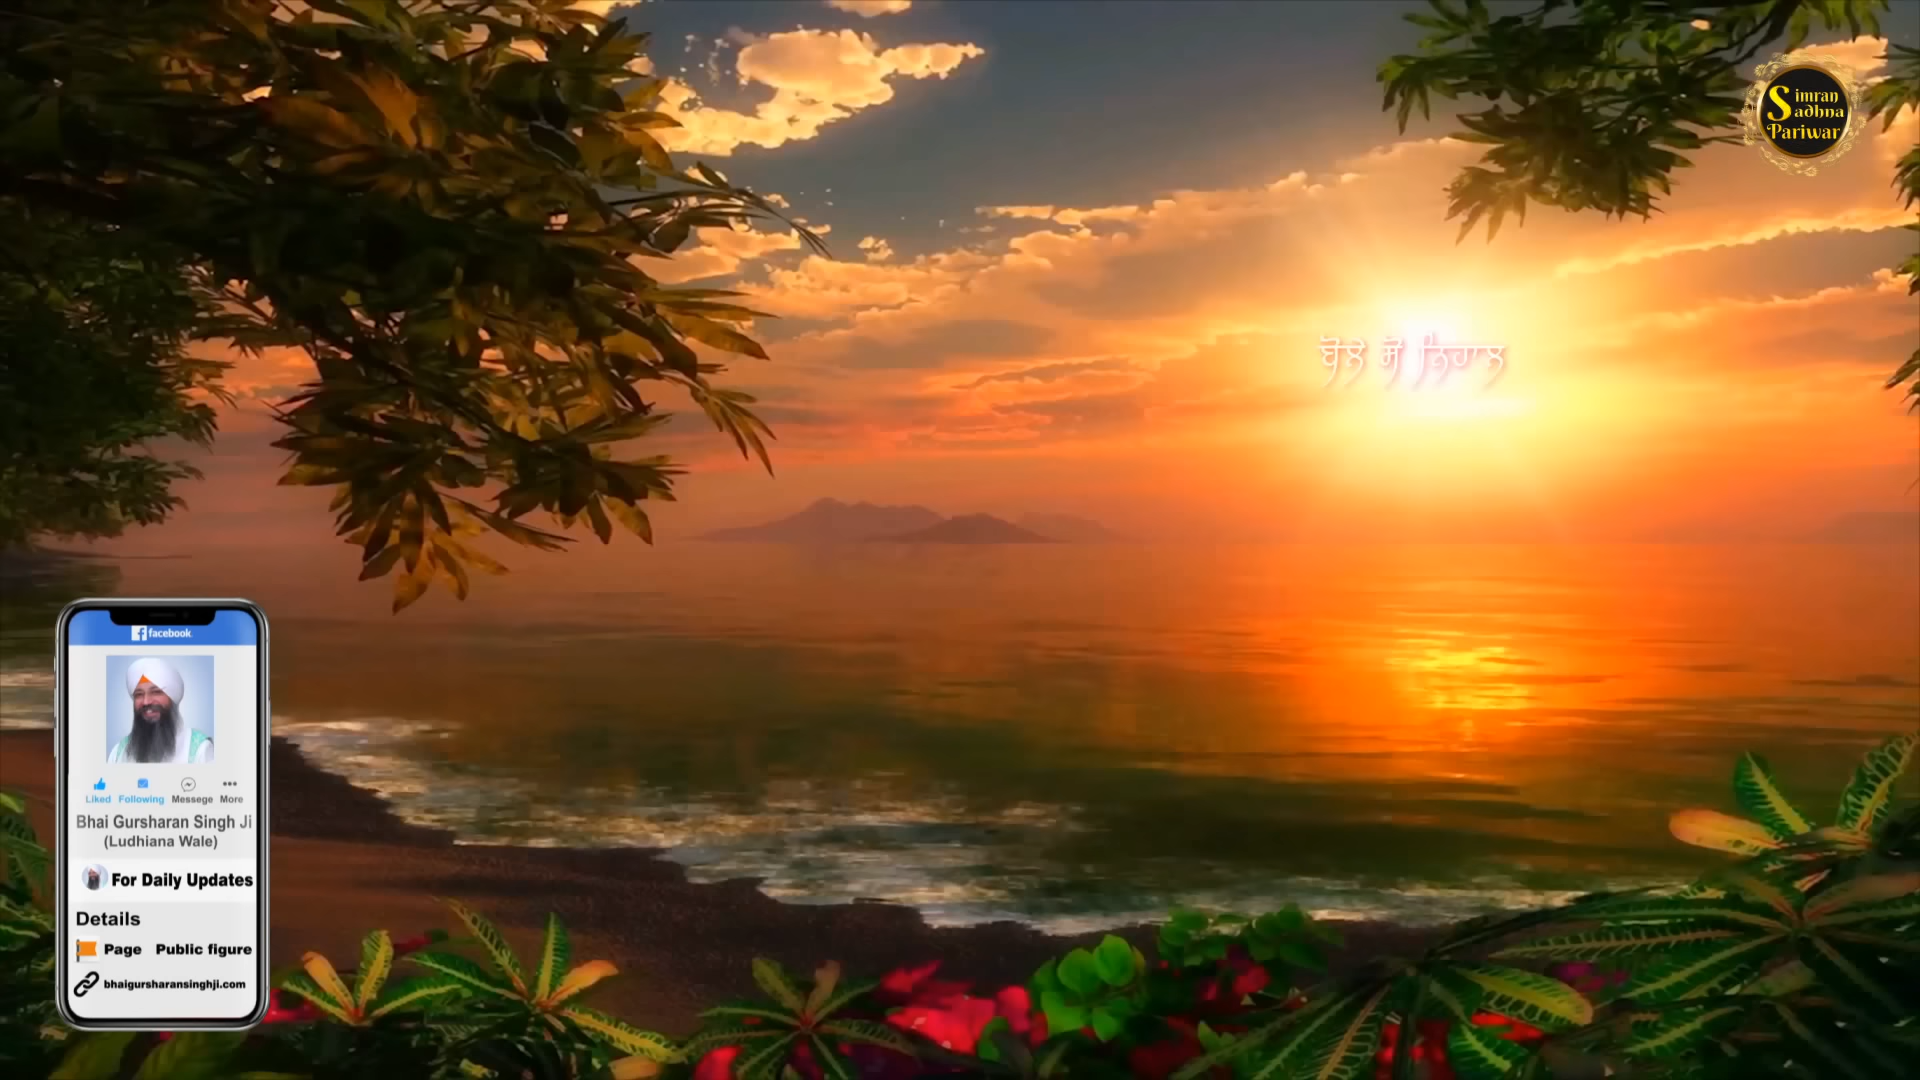 Simran
Sadhna
Pariwar
ਬੋਲੇ ਸੋ ਨਿਹਾਲ
facebook
Liked Following Messege More
Bhai Gursharan Singh Ji
(Ludhiana Wale)
For Daily Updates
Details
Page Public figure
bhaigursharansinghji.com